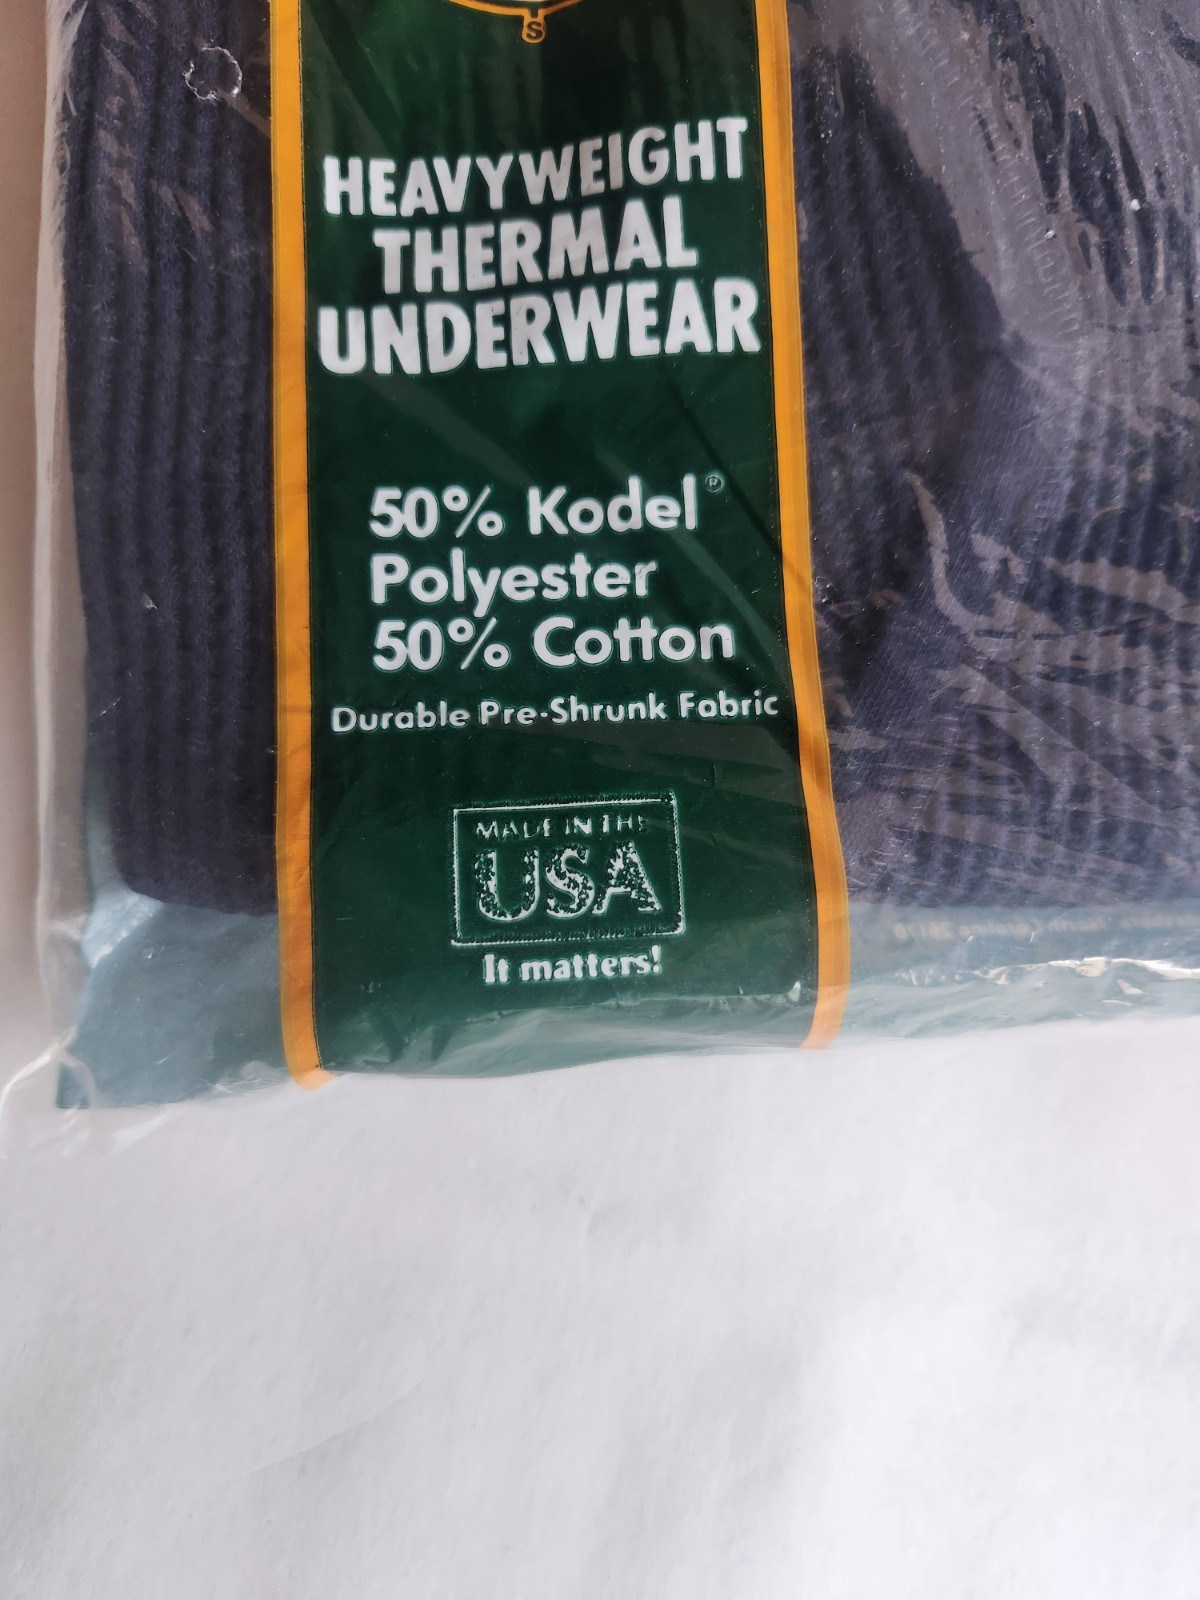 S
HEAVYWEIGHT
THERMAL
UNDERWEAR
50% Kodel®
Polyester
50% Cotton
Durable Pre-Shrunk Fabric
MADE IN THE
USA
It matters!